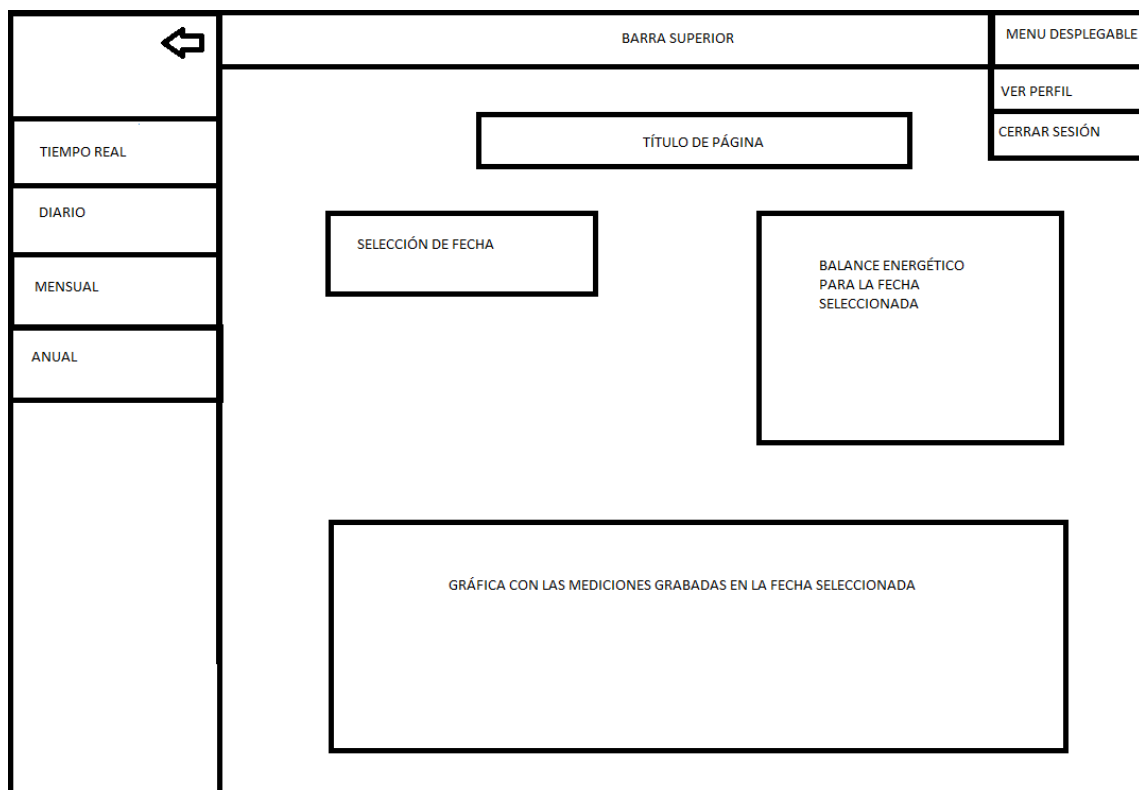 BARRA SUPERIOR
MENU DESPLEGABLE
VER PERFIL
CERRAR SESIÓN
TÍTULO DE PÁGINA
TIEMPO REAL
DIARIO
MENSUAL
ANUAL
SELECCIÓN DE FECHA
BALANCE ENERGÉTICO
PARA LA FECHA
SELECCIONADA
GRÁFICA CON LAS MEDICIONES GRABADAS EN LA FECHA SELECCIONADA